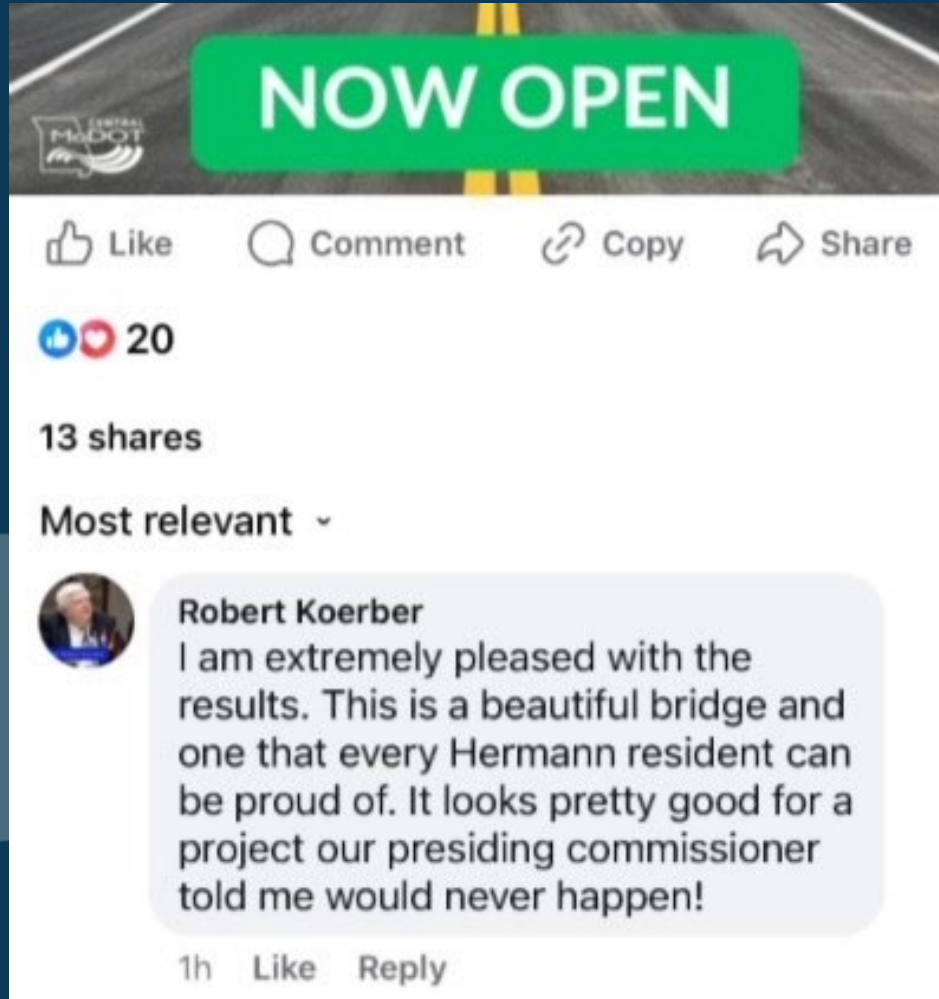 NOW OPEN
CENTRAL
MoDOT
Like Comment Copy Share
20
13 shares
Most relevant
Robert Koerber
I am extremely pleased with the
results. This is a beautiful bridge and
one that every Hermann resident can
be proud of. It looks pretty good for a
project our presiding commissioner
told me would never happen!
1h Like Reply